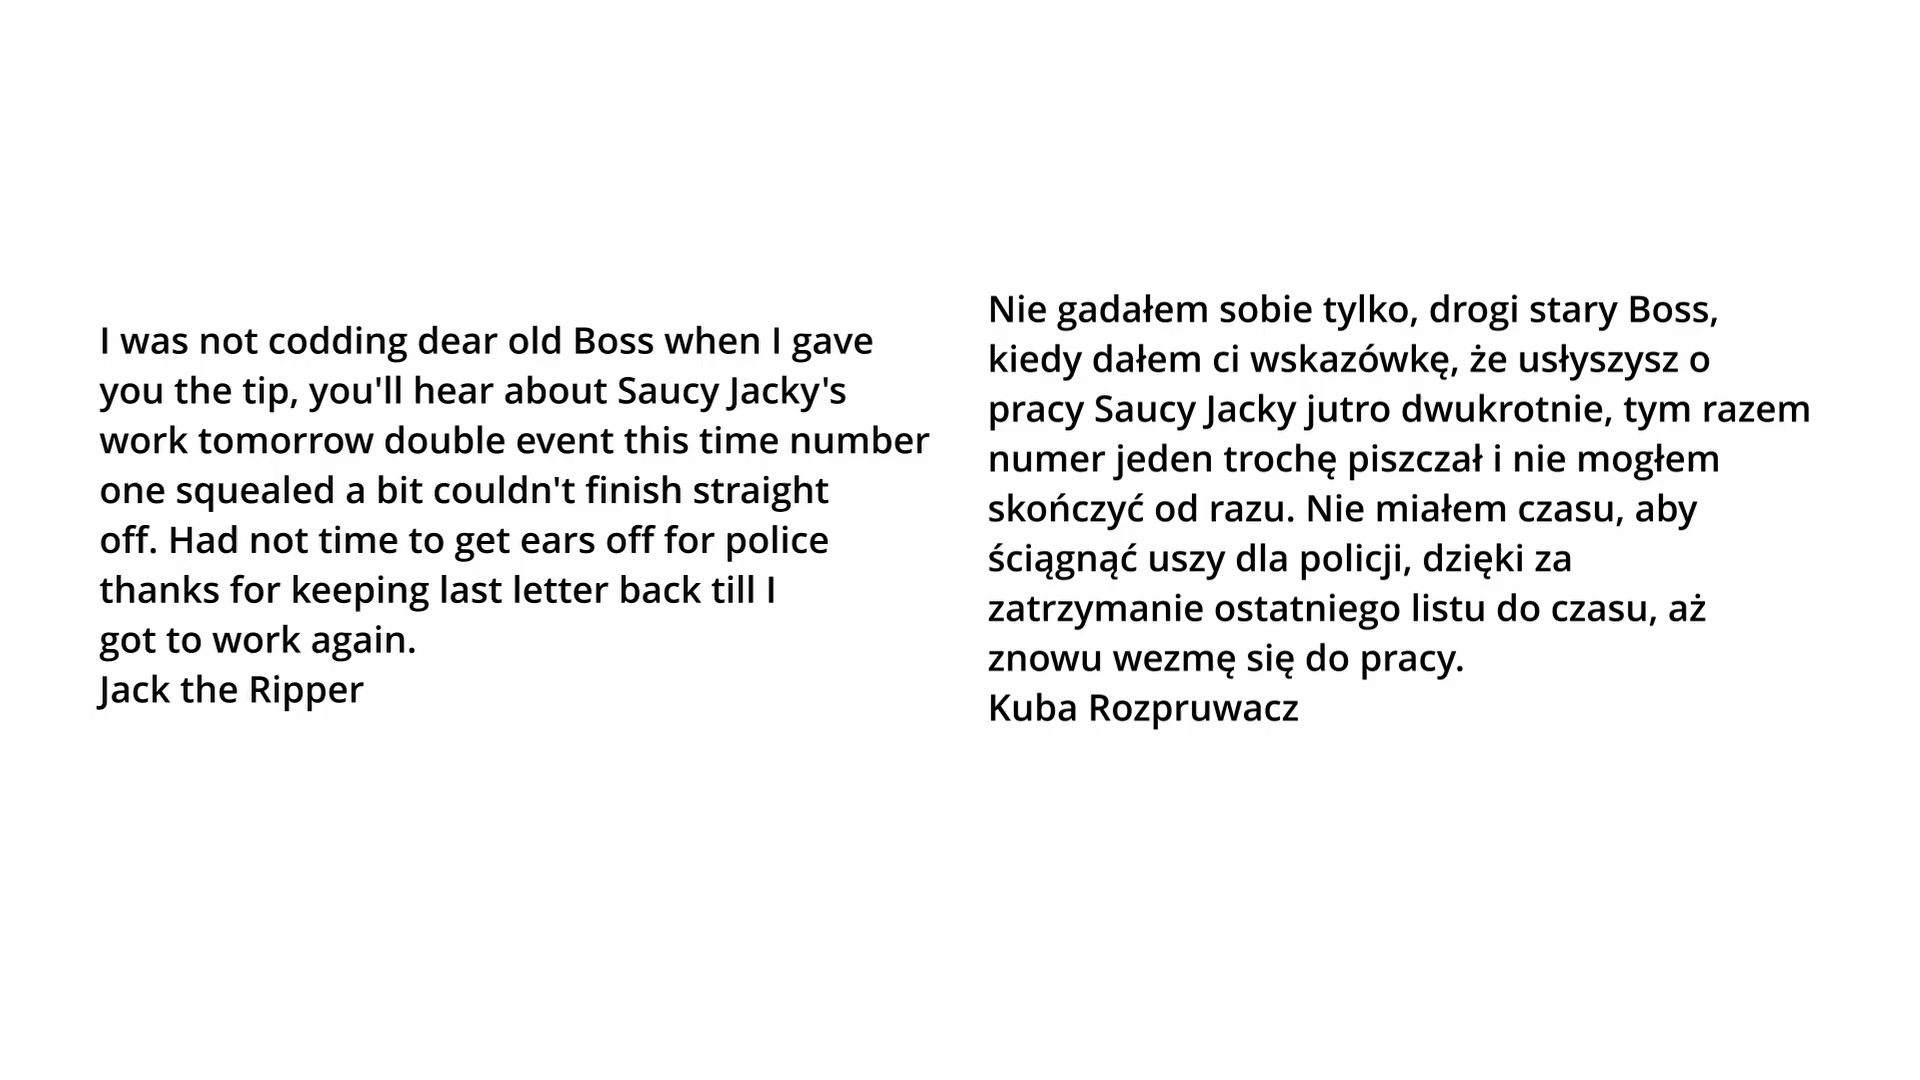 I was not codding dear old Boss when I gave
you the tip, you'll hear about Saucy Jacky's
work tomorrow double event this time number
one squealed a bit couldn't finish straight
off. Had not time to get ears off for police
thanks for keeping last letter back till I
got to work again.
Jack the Ripper
Nie gadałem sobie tylko, drogi stary Boss,
kiedy dałem ci wskazówkę, że usłyszysz o
pracy Saucy Jacky jutro dwukrotnie, tym razem
numer jeden trochę piszczał i nie mogłem
skończyć od razu. Nie miałem czasu, aby
ściągnąć uszy dla policji, dzięki za
zatrzymanie ostatniego listu do czasu, aż
znowu wezmę się do pracy.
Kuba Rozpruwacz